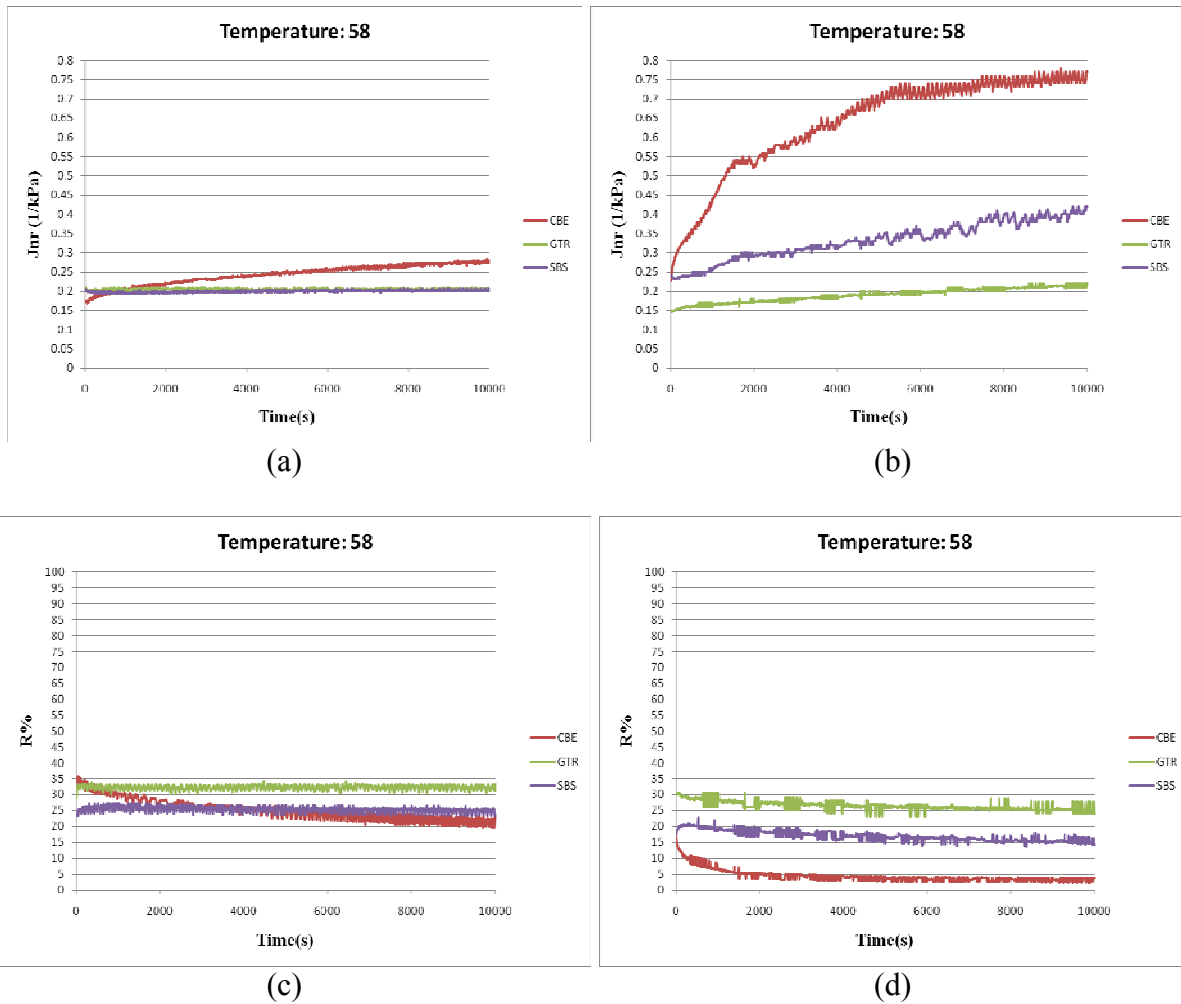 Temperature: 58
Jnr (1/kPa)
0.8
0.75
0.7
0.65
0.6
0.55
0.5
0.45
0.4
0.35
0.3
0.25
0.2
0.15
0.1
0.05
0
0 2000 4000 6000 8000 10000
Time(s)
CBE
GTR
SBS
(a)
Temperature: 58
Jnr (1/kPa)
0.8
0.75
0.7
0.65
0.6
0.55
0.5
0.45
0.4
0.35
0.3
0.25
0.2
0.15
0.1
0.05
0
0 2000 4000 6000 8000 10000
Time(s)
CBE
GTR
SBS
(b)
Temperature: 58
R%
100
95
90
85
80
75
70
65
60
55
50
45
40
35
30
25
20
15
10
5
0
0 2000 4000 6000 8000 10000
Time(s)
CBE
GTR
SBS
(c)
Temperature: 58
R%
100
95
90
85
80
75
70
65
60
55
50
45
40
35
30
25
20
15
10
5
0
0 2000 4000 6000 8000 10000
Time(s)
CBE
GTR
SBS
(d)